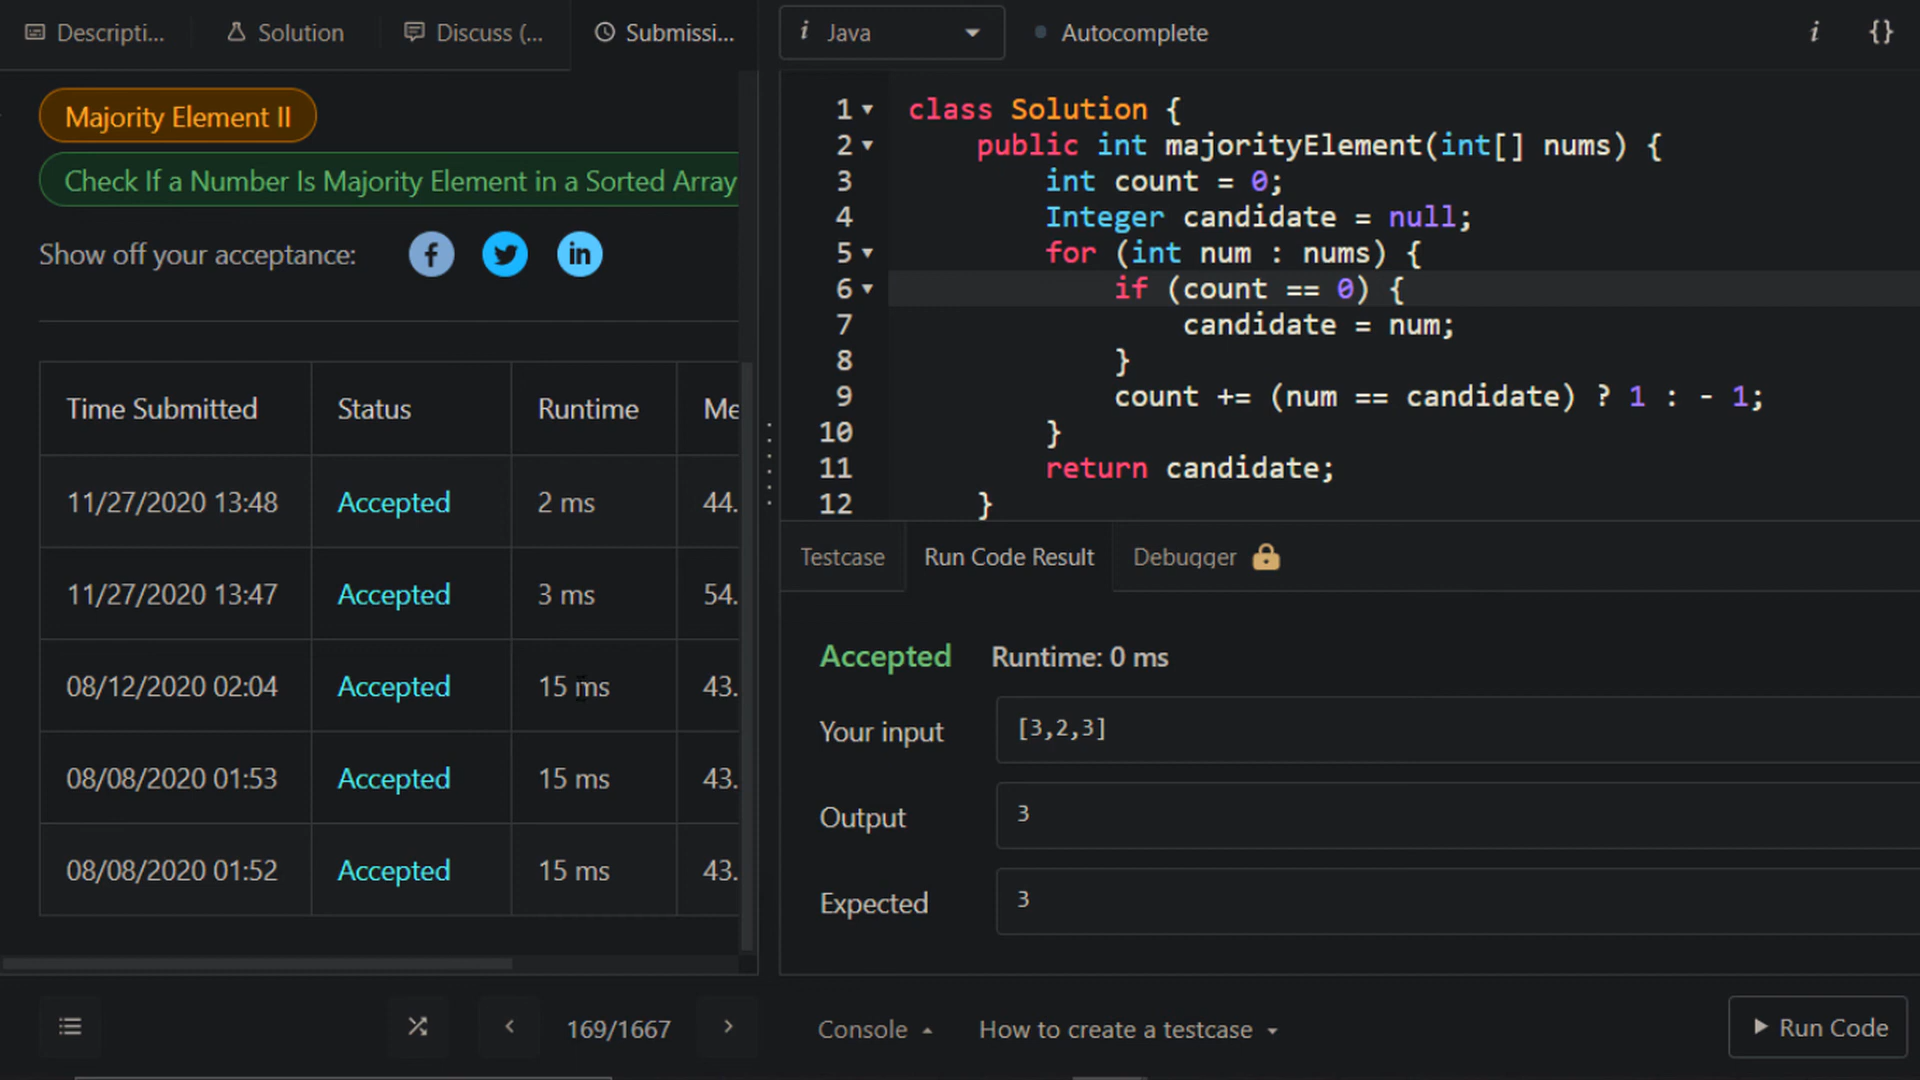 Descripti...
Solution
Discuss (...
Submissi...
Majority Element II
Check If a Number Is Majority Element in a Sorted Array
Show off your acceptance:
Time Submitted Status Runtime Me
11/27/2020 13:48 Accepted 2 ms 44.
11/27/2020 13:47 Accepted 3 ms 54.
08/12/2020 02:04 Accepted 15 ms 43.
08/08/2020 01:53 Accepted 15 ms 43.
08/08/2020 01:52 Accepted 15 ms 43.
169/1667
i Java
Autocomplete
i {}
1 class Solution {
2 public int majorityElement(int[] nums) {
3 int count = 0;
4 Integer candidate = null;
5 for (int num : nums) {
6 if (count == 0) {
7 candidate = num;
8 }
9 count += (num == candidate) ? 1 : - 1;
10 }
11 return candidate;
12 }
Testcase
Run Code Result
Debugger
Accepted Runtime: 0 ms
Your input [3,2,3]
Output 3
Expected 3
Console
How to create a testcase
Run Code